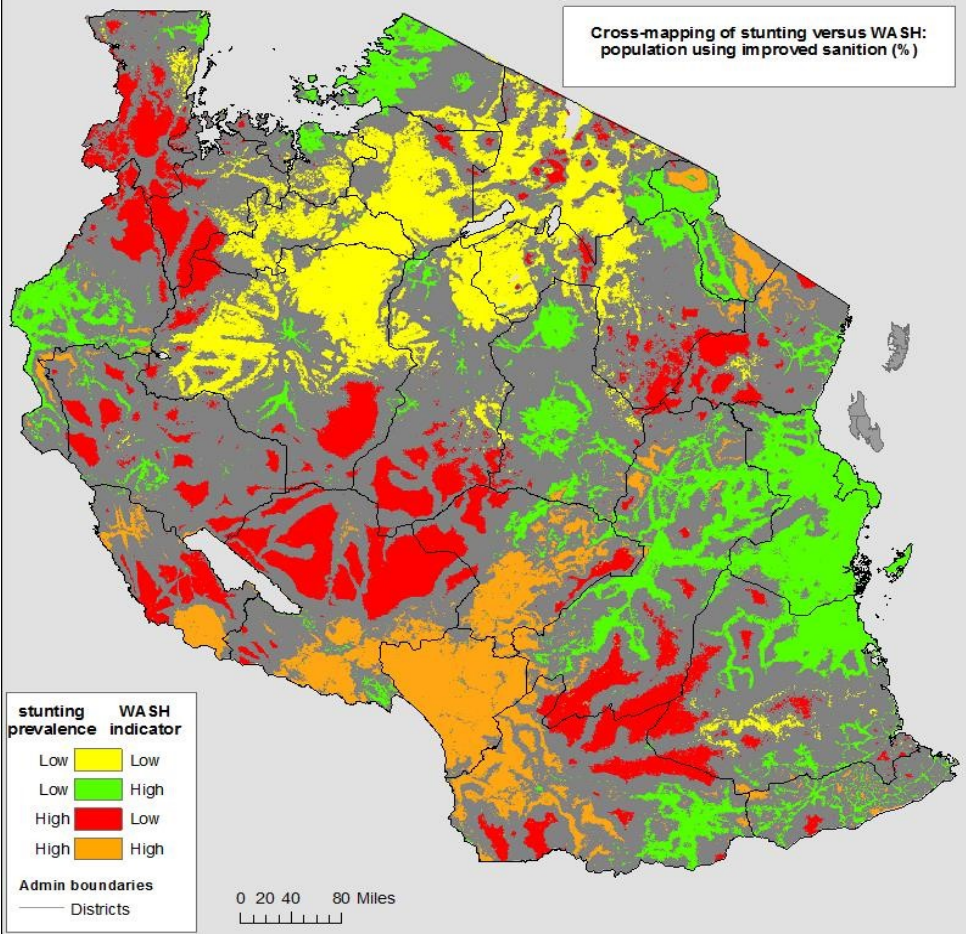 Cross-mapping of stunting versus WASH:
population using improved sanition (%)
stunting WASH
prevalence indicator
Low Low
Low High
High Low
High High
Admin boundaries
Districts
0 20 40 80 Miles